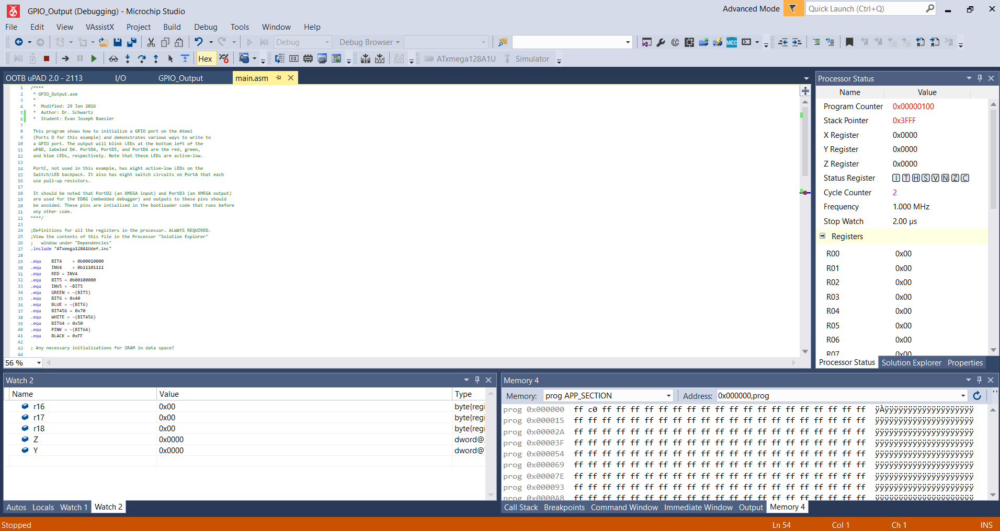 GPIO_Output (Debugging) - Microchip Studio
Advanced Mode
Quick Launch (Ctrl+Q)
File Edit View VAssistX Project Build Debug Tools Window Help
Debug
Debug Browser
Hex
ATxmega128A1U
Simulator
OOTB uPAD 2.0 - 2113
I/O
GPIO_Output
main.asm
1 /****
2 * GPIO_Output.asm
3 *
4 * Modified: 29 Jan 2026
5 * Author: Dr. Schwartz
6 * Student: Evan Joseph Baesler
7
8 This program shows how to initialize a GPIO port on the Atmel
9 (Ports D for this example) and demonstrates various ways to write to
10 a GPIO port. The output will blink LEDs at the bottom left of the
11 uPAD, labeled D4. PortD4, PortD5, and PortD6 are the red, green,
12 and blue LEDs, respectively. Note that these LEDs are active-low.
13
14 PortC, not used in this example, has eight active-low LEDs on the
15 Switch/LED backpack. It also has eight switch circuits on PortA that each
16 use pull-up resistors.
17
18 It should be noted that PortD2 (an XMEGA input) and PortD3 (an XMEGA output)
19 are used for the EDBG (embedded debugger) and outputs to these pins should
20 be avoided. These pins are intialized in the bootloader code that runs before
21 any other code.
22 ****/
23
24 ;Definitions for all the registers in the processor. ALWAYS REQUIRED.
25 ;View the contents of this file in the Processor "Solution Explorer"
26 ; window under "Dependencies"
27 .include "ATxmega128A1Udef.inc"
28
29 .equ BIT4 = 0b00010000
30 .equ INV4 = 0b11101111
31 .equ RED = INV4
32 .equ BIT5 = 0b00100000
33 .equ INV5 = ~BIT5
34 .equ GREEN = ~(BIT5)
35 .equ BIT6 = 0x40
36 .equ BLUE = ~(BIT6)
37 .equ BIT456 = 0x70
38 .equ WHITE = ~(BIT456)
39 .equ BIT64 = 0x50
40 .equ PINK = ~(BIT64)
41 .equ BLACK = 0xFF
42
43 ; Any necessary initializations for SRAM in data space?
44
56 %
Processor Status
Name Value
Program Counter 0x00000100
Stack Pointer 0x3FFF
X Register 0x0000
Y Register 0x0000
Z Register 0x0000
Status Register I T H S V N Z C
Cycle Counter 2
Frequency 1.000 MHz
Stop Watch 2.00 µs
Registers
R00 0x00
R01 0x00
R02 0x00
R03 0x00
R04 0x00
R05 0x00
R06 0x00
R07 0x00
Processor Status Solution Explorer Properties
Watch 2
Name Value Type
r16 0x00 byte{regi
r17 0x00 byte{regi
r18 0x00 byte{regi
Z 0x0000 dword@
Y 0x0000 dword@
Autos Locals Watch 1 Watch 2
Memory 4
Memory: prog APP_SECTION Address: 0x000000,prog
prog 0x000000 ff c0 ff ff ff ff ff ff ff ff ff ff ff ff ff ff ff ff ff ff ff ÿÀÿÿÿÿÿÿÿÿÿÿÿÿÿÿÿÿÿÿÿ
prog 0x000015 ff ff ff ff ff ff ff ff ff ff ff ff ff ff ff ff ff ff ff ff ff ÿÿÿÿÿÿÿÿÿÿÿÿÿÿÿÿÿÿÿÿÿ
prog 0x00002A ff ff ff ff ff ff ff ff ff ff ff ff ff ff ff ff ff ff ff ff ff ÿÿÿÿÿÿÿÿÿÿÿÿÿÿÿÿÿÿÿÿÿ
prog 0x00003F ff ff ff ff ff ff ff ff ff ff ff ff ff ff ff ff ff ff ff ff ff ÿÿÿÿÿÿÿÿÿÿÿÿÿÿÿÿÿÿÿÿÿ
prog 0x000054 ff ff ff ff ff ff ff ff ff ff ff ff ff ff ff ff ff ff ff ff ff ÿÿÿÿÿÿÿÿÿÿÿÿÿÿÿÿÿÿÿÿÿ
prog 0x000069 ff ff ff ff ff ff ff ff ff ff ff ff ff ff ff ff ff ff ff ff ff ÿÿÿÿÿÿÿÿÿÿÿÿÿÿÿÿÿÿÿÿÿ
prog 0x00007E ff ff ff ff ff ff ff ff ff ff ff ff ff ff ff ff ff ff ff ff ff ÿÿÿÿÿÿÿÿÿÿÿÿÿÿÿÿÿÿÿÿÿ
prog 0x000093 ff ff ff ff ff ff ff ff ff ff ff ff ff ff ff ff ff ff ff ff ff ÿÿÿÿÿÿÿÿÿÿÿÿÿÿÿÿÿÿÿÿÿ
prog 0x0000A8 ff ff ff ff ff ff ff ff ff ff ff ff ff ff ff ff ff ff ff ff ff ÿÿÿÿÿÿÿÿÿÿÿÿÿÿÿÿÿÿÿÿÿ
Call Stack Breakpoints Command Window Immediate Window Output Memory 4
Stopped
Ln 54 Col 1 Ch 1 INS